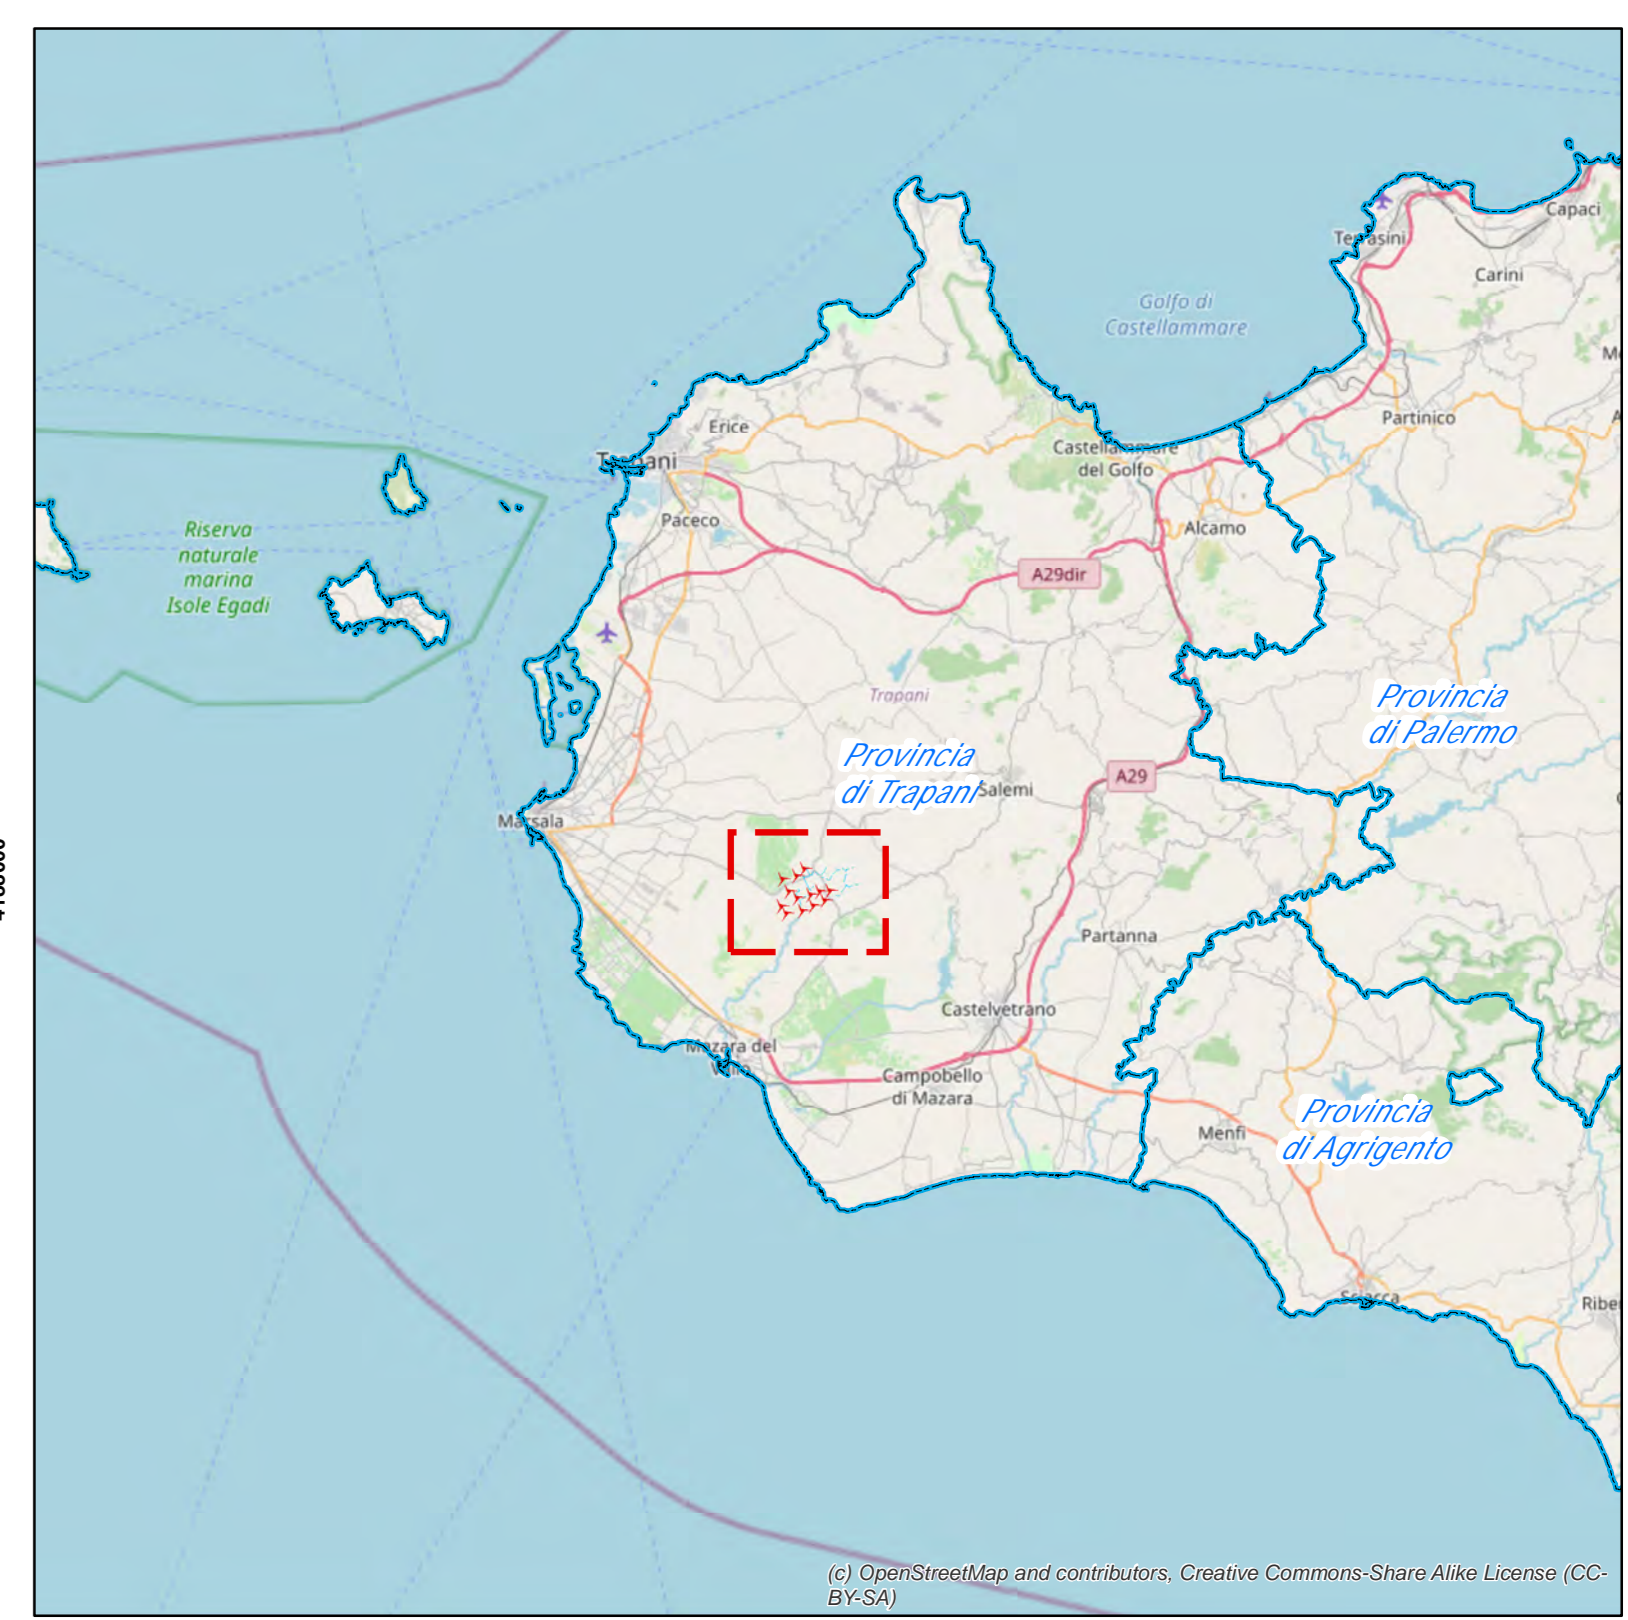 Capaci
Terrasini
Carini
Golfo di
Castellammare
Partinico
Erice
Trapani
Castellammare
del Golfo
Paceco
Alcamo
Riserva
naturale
marina
Isole Egadi
A29dir
Trapani
Provincia
di Palermo
Provincia
di Trapani
Salemi
A29
Marsala
Partanna
Castelvetrano
Mazara del
Vallo
Campobello
di Mazara
Menfi
Provincia
di Agrigento
Sciacca
Ribe
(c) OpenStreetMap and contributors, Creative Commons-Share Alike License (CC-
BY-SA)